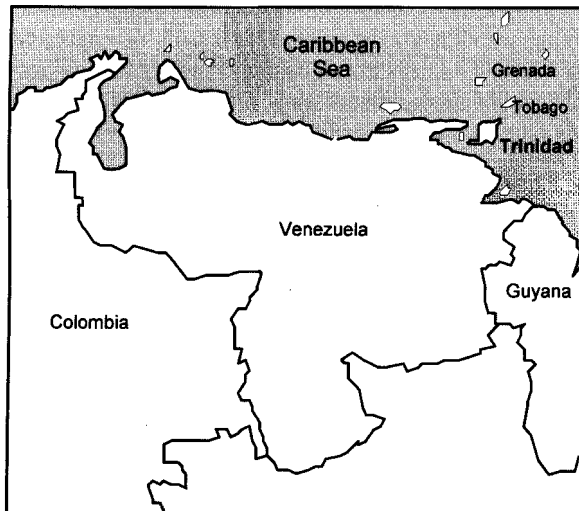 Caribbean
Sea
Grenada
Tobago
Trinidad
Venezuela
Guyana
Colombia